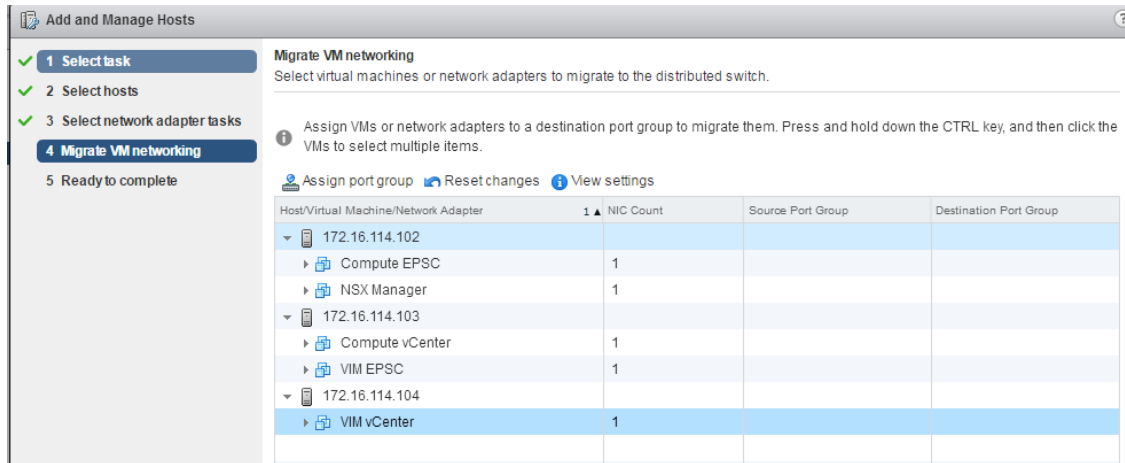 Add and Manage Hosts
?
1 Select task
2 Select hosts
3 Select network adapter tasks
4 Migrate VM networking
5 Ready to complete
Migrate VM networking
Select virtual machines or network adapters to migrate to the distributed switch.
Assign VMs or network adapters to a destination port group to migrate them. Press and hold down the CTRL key, and then click the
VMs to select multiple items.
Assign port group Reset changes View settings
Host/Virtual Machine/Network Adapter 1 ▲ NIC Count Source Port Group Destination Port Group
172.16.114.102
Compute EPSC 1
NSX Manager 1
172.16.114.103
Compute vCenter 1
VIM EPSC 1
172.16.114.104
VIM vCenter 1